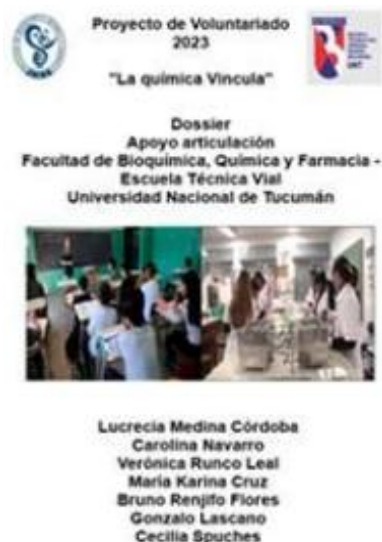 Proyecto de Voluntariado
2023
"La química Vincula"
Dossier
Apoyo articulación
Facultad de Bioquímica, Química y Farmacia -
Escuela Técnica Vial
Universidad Nacional de Tucumán
Lucrecia Medina Córdoba
Carolina Navarro
Verónica Runco Leal
María Karina Cruz
Bruno Renjifo Flores
Gonzalo Lascano
Cecilia Spuches